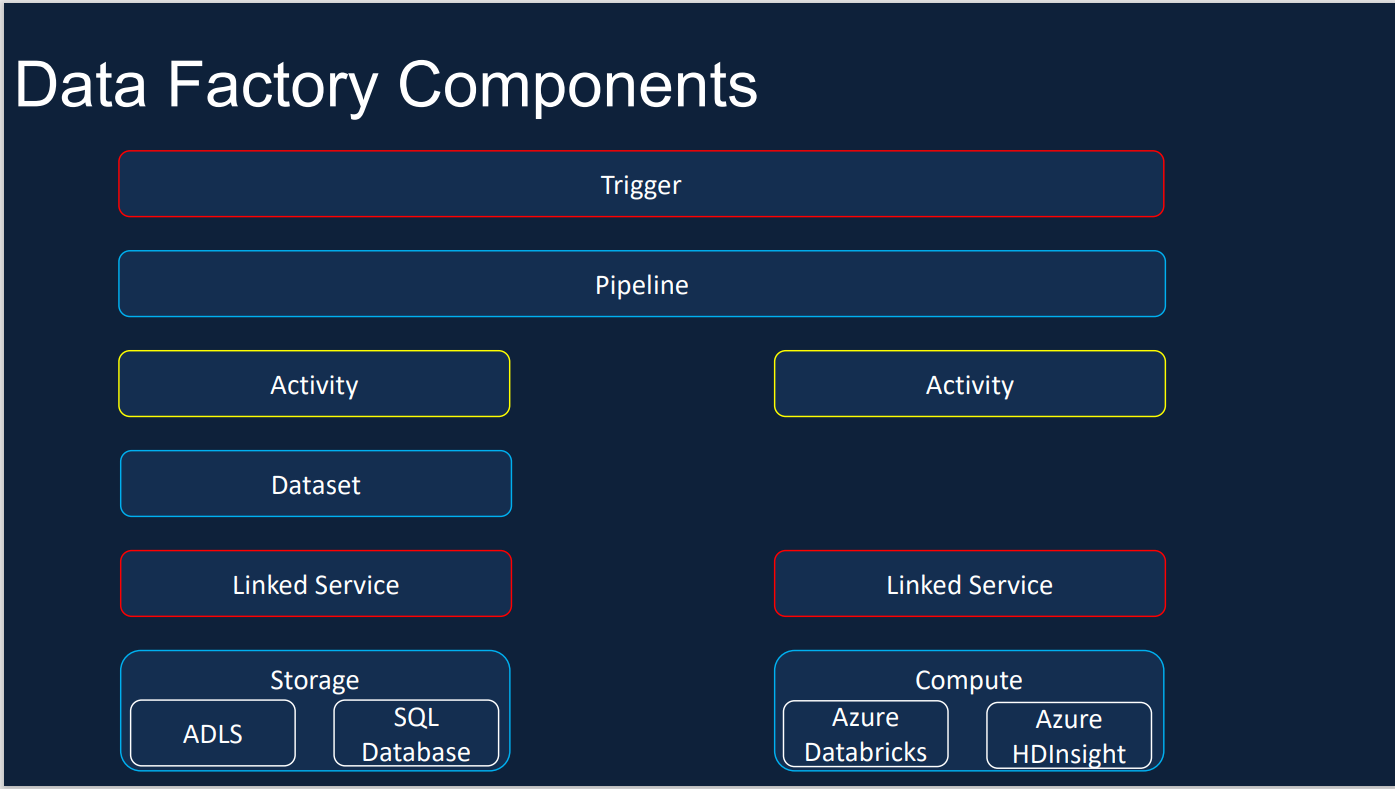 Data Factory Components
Trigger
Pipeline
Activity
Activity
Dataset
Linked Service
Linked Service
Storage
ADLS
SQL
Database
Compute
Azure
Databricks
Azure
HDInsight